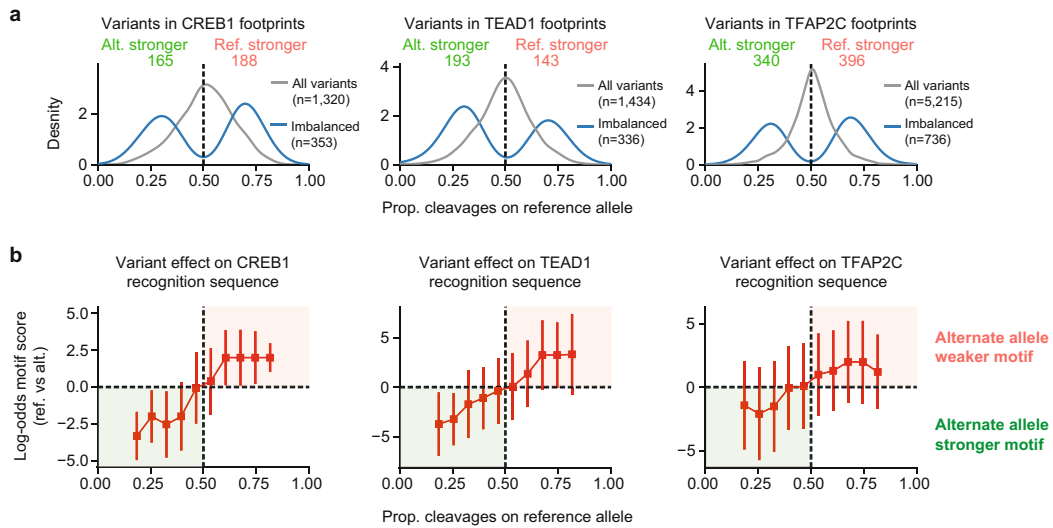 a
Variants in CREB1 footprints
Alt. stronger
165
Ref. stronger
188
Desnity
2
0
All variants
(n=1,320)
Imbalanced
(n=353)
0.00 0.25 0.50 0.75 1.00
Variants in TEAD1 footprints
Alt. stronger
193
Ref. stronger
143
4
2
0
All variants
(n=1,434)
Imbalanced
(n=336)
0.00 0.25 0.50 0.75 1.00
Variants in TFAP2C footprints
Alt. stronger
340
Ref. stronger
396
4
2
0
All variants
(n=5,215)
Imbalanced
(n=736)
0.00 0.25 0.50 0.75 1.00
Prop. cleavages on reference allele
b
Variant effect on CREB1
recognition sequence
Log-odds motif score
(ref. vs alt.)
5.0
2.5
0.0
−2.5
−5.0
0.00 0.25 0.50 0.75 1.00
Variant effect on TEAD1
recognition sequence
5
0
−5
0.00 0.25 0.50 0.75 1.00
Variant effect on TFAP2C
recognition sequence
5
0
−5
0.00 0.25 0.50 0.75 1.00
Alternate allele
weaker motif
Alternate allele
stronger motif
Prop. cleavages on reference allele